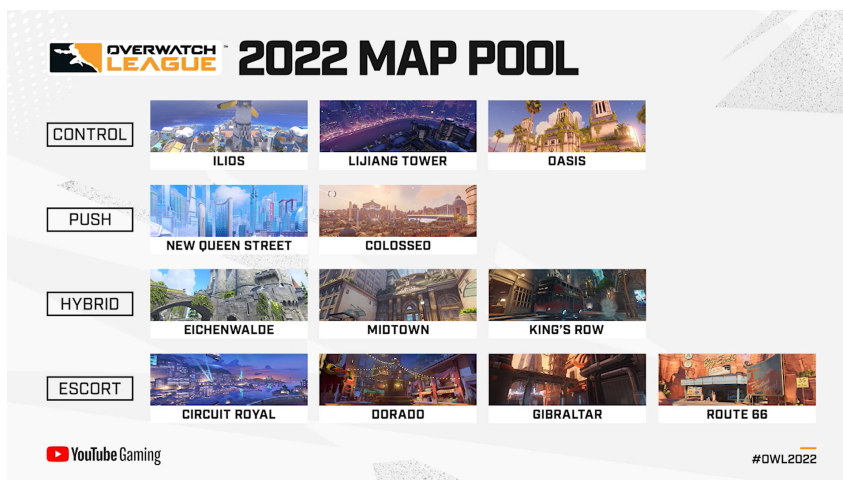 OVERWATCH LEAGUE™ 2022 MAP POOL
CONTROL
ILIOS
LIJIANG TOWER
OASIS
PUSH
NEW QUEEN STREET
COLOSSEO
HYBRID
EICHENWALDE
MIDTOWN
KING'S ROW
ESCORT
CIRCUIT ROYAL
DORADO
GIBRALTAR
ROUTE 66
YouTube Gaming
#OWL2022